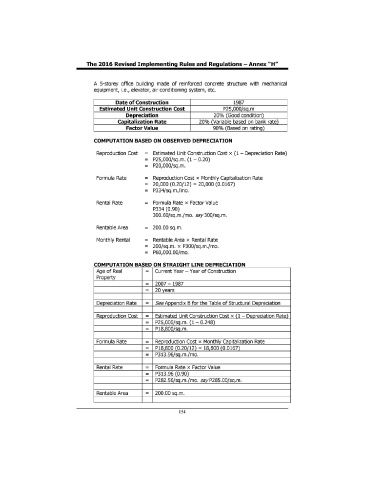 The 2016 Revised Implementing Rules and Regulations – Annex "H"
A 5-storey office building made of reinforced concrete structure with mechanical
equipment, i.e., elevator, air conditioning system, etc.
Date of Construction 1987
Estimated Unit Construction Cost P25,000/sq.m
Depreciation 20% (Good condition)
Capitalization Rate 20% (Variable based on bank rate)
Factor Value 90% (Based on rating)
COMPUTATION BASED ON OBSERVED DEPRECIATION
Reproduction Cost = Estimated Unit Construction Cost × (1 – Depreciation Rate)
= P25,000/sq.m. (1 – 0.20)
= P20,000/sq.m.
Formula Rate = Reproduction Cost × Monthly Capitalization Rate
= 20,000 (0.20/12) = 20,000 (0.0167)
= P334/sq.m./mo.
Rental Rate = Formula Rate × Factor Value
P334 (0.90)
300.60/sq.m./mo. say 300/sq.m.
Rentable Area = 200.00 sq.m.
Monthly Rental = Rentable Area × Rental Rate
= 200/sq.m. × P300/sq.m./mo.
= P60,000.00/mo.
COMPUTATION BASED ON STRAIGHT LINE DEPRECIATION
Age of Real = Current Year – Year of Construction
Property
= 2007 – 1987
= 20 years
Depreciation Rate = See Appendix B for the Table of Structural Depreciation
Reproduction Cost = Estimated Unit Construction Cost × (1 – Depreciation Rate)
= P25,000/sq.m. (1 – 0.248)
= P18,800/sq.m.
Formula Rate = Reproduction Cost × Monthly Capitalization Rate
= P18,800 (0.20/12) = 18,800 (0.0167)
= P313.96/sq.m./mo.
Rental Rate = Formula Rate × Factor Value
= P313.96 (0.90)
= P282.56/sq.m./mo. say P285.00/sq.m.
Rentable Area = 200.00 sq.m.